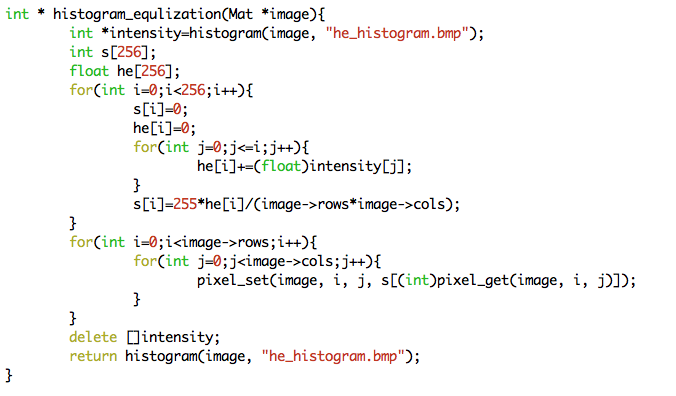 int * histogram_equlization(Mat *image){
        int *intensity=histogram(image, "he_histogram.bmp");
        int s[256];
        float he[256];
        for(int i=0;i<256;i++){
                s[i]=0;
                he[i]=0;
                for(int j=0;j<=i;j++){
                        he[i]+=(float)intensity[j];
                }
                s[i]=255*he[i]/(image->rows*image->cols);
        }
        for(int i=0;i<image->rows;i++){
                for(int j=0;j<image->cols;j++){
                        pixel_set(image, i, j, s[(int)pixel_get(image, i, j)]);
                }
        }
        delete []intensity;
        return histogram(image, "he_histogram.bmp");
}